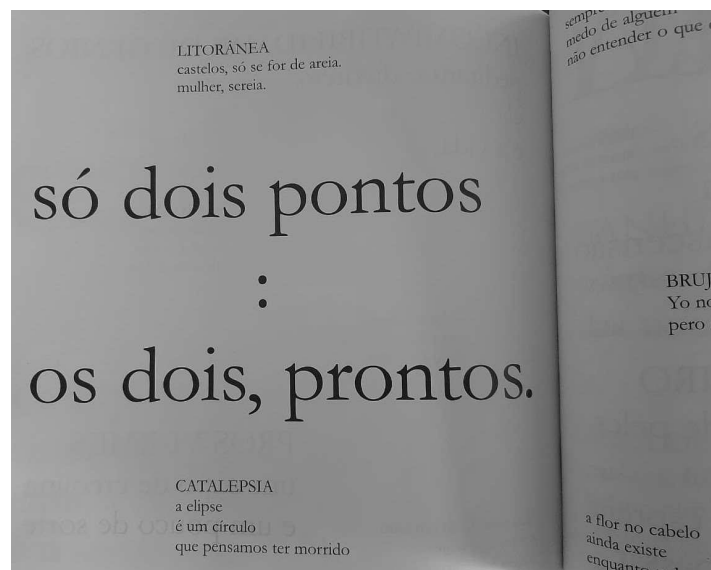 LITORÂNEA
castelos, só se for de areia.
mulher, sereia.
só dois pontos
:
os dois, prontos.
CATALEPSIA
a elipse
é um círculo
que pensamos ter morrido
sempre
medo de alguém
não entender o que
BRUJ
Yo no
pero
a flor no cabelo
ainda existe
enquanto